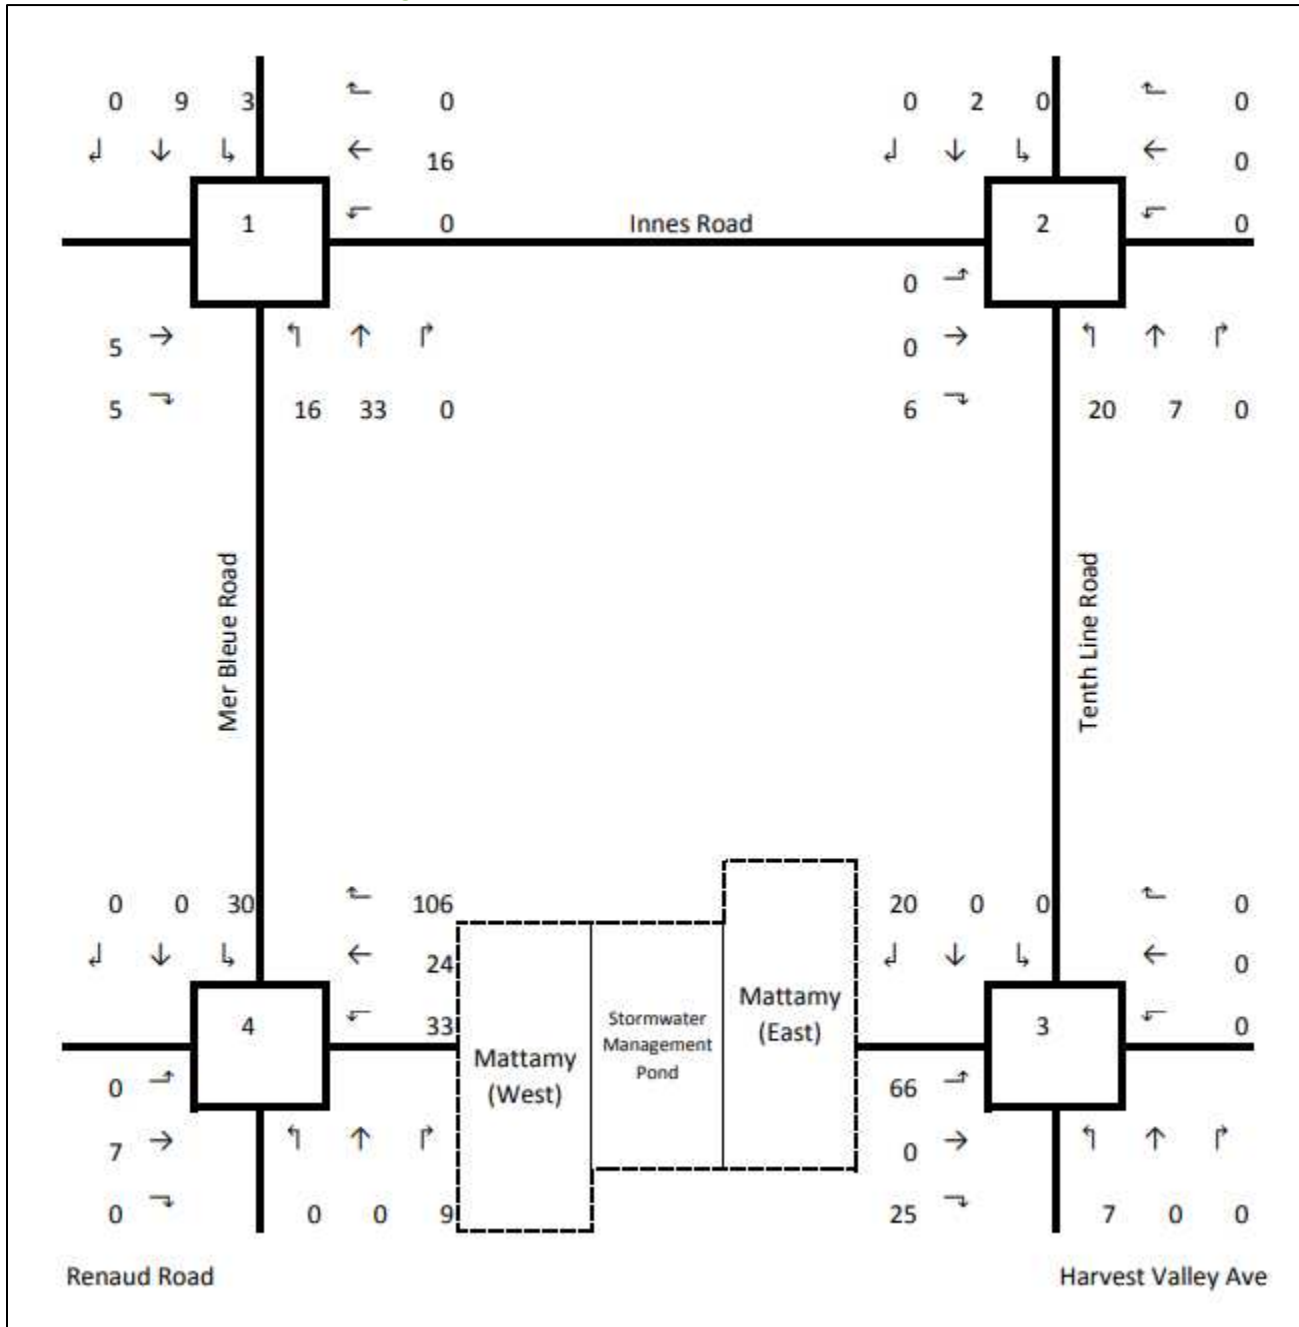 0 9 3 0
16
1 0
5
5 16 33 0
Innes Road
0 2 0 0
0
2 0
0
0
6 20 7 0
Mer Bleue Road
Tenth Line Road
0 0 30 106
24
4 33
0
7
0 0 0 9
Mattamy
(West)
Stormwater
Management
Pond
Mattamy
(East)
20 0 0 0
0
3 0
66
0
25 7 0 0
Renaud Road
Harvest Valley Ave